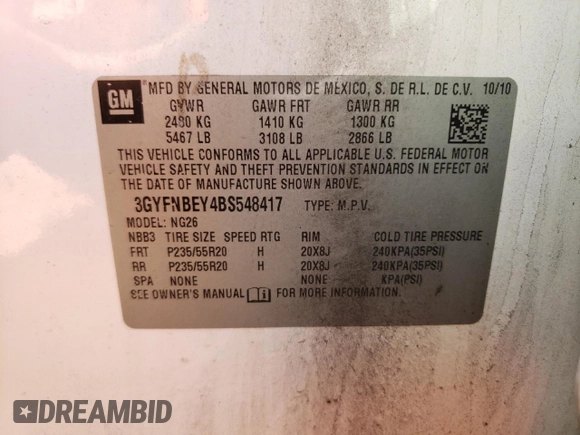 GM
MFD BY GENERAL MOTORS DE MEXICO, S. DE R.L. DE C.V. 10/10
GVWR GAWR FRT GAWR RR
2480 KG 1410 KG 1300 KG
5467 LB 3108 LB 2866 LB
THIS VEHICLE CONFORMS TO ALL APPLICABLE U.S. FEDERAL MOTOR
VEHICLE SAFETY AND THEFT PREVENTION STANDARDS IN EFFECT ON
THE DATE OF MANUFACTURE SHOWN ABOVE.
3GYFNBEY4BS548417 TYPE: M.P.V.
MODEL: NG26
NBB3 TIRE SIZE SPEED RTG RIM COLD TIRE PRESSURE
FRT P235/55R20 H 20X8J 240KPA(35PSI)
RR P235/55R20 H 20X8J 240KPA(35PSI)
SPA NONE NONE KPA(PSI)
SEE OWNER'S MANUAL FOR MORE INFORMATION.
DREAMBID